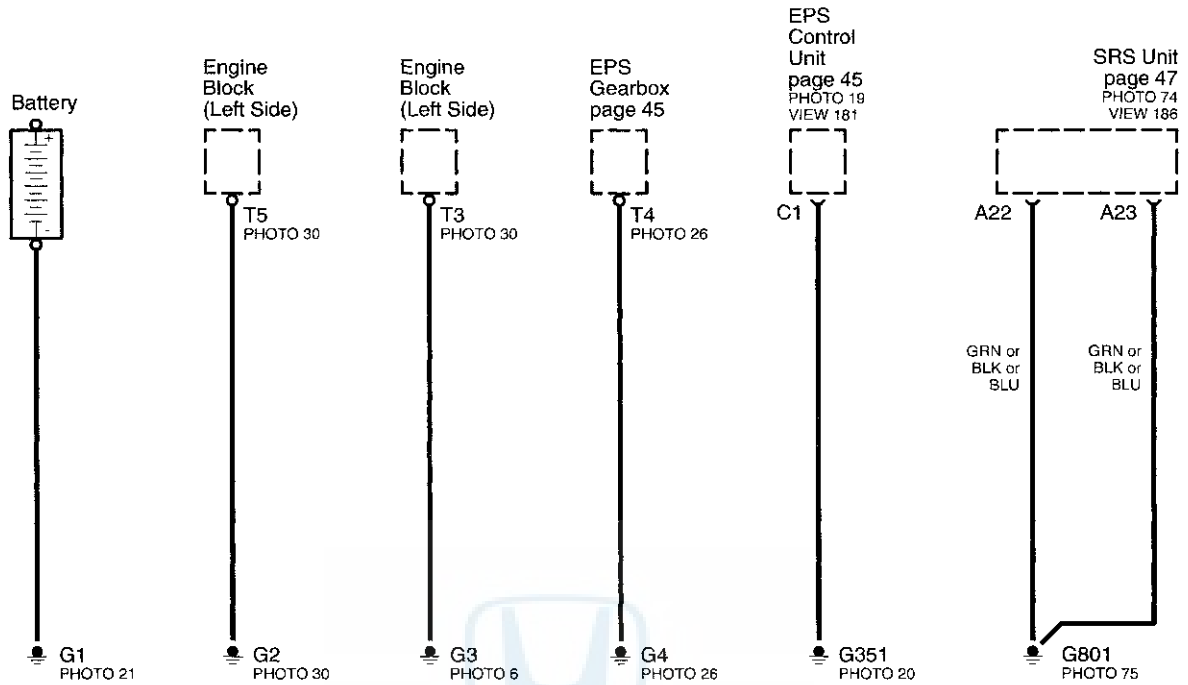 Battery
Engine
Block
(Left Side)
Engine
Block
(Left Side)
EPS
Gearbox
page 45
EPS
Control
Unit
page 45
PHOTO 19
VIEW 181
SRS Unit
page 47
PHOTO 74
VIEW 186
+
-
T5
PHOTO 30
T3
PHOTO 30
T4
PHOTO 26
C1
A22
A23
GRN or
BLK or
BLU
GRN or
BLK or
BLU
G1
PHOTO 21
G2
PHOTO 30
G3
PHOTO 6
G4
PHOTO 26
G351
PHOTO 20
G801
PHOTO 75